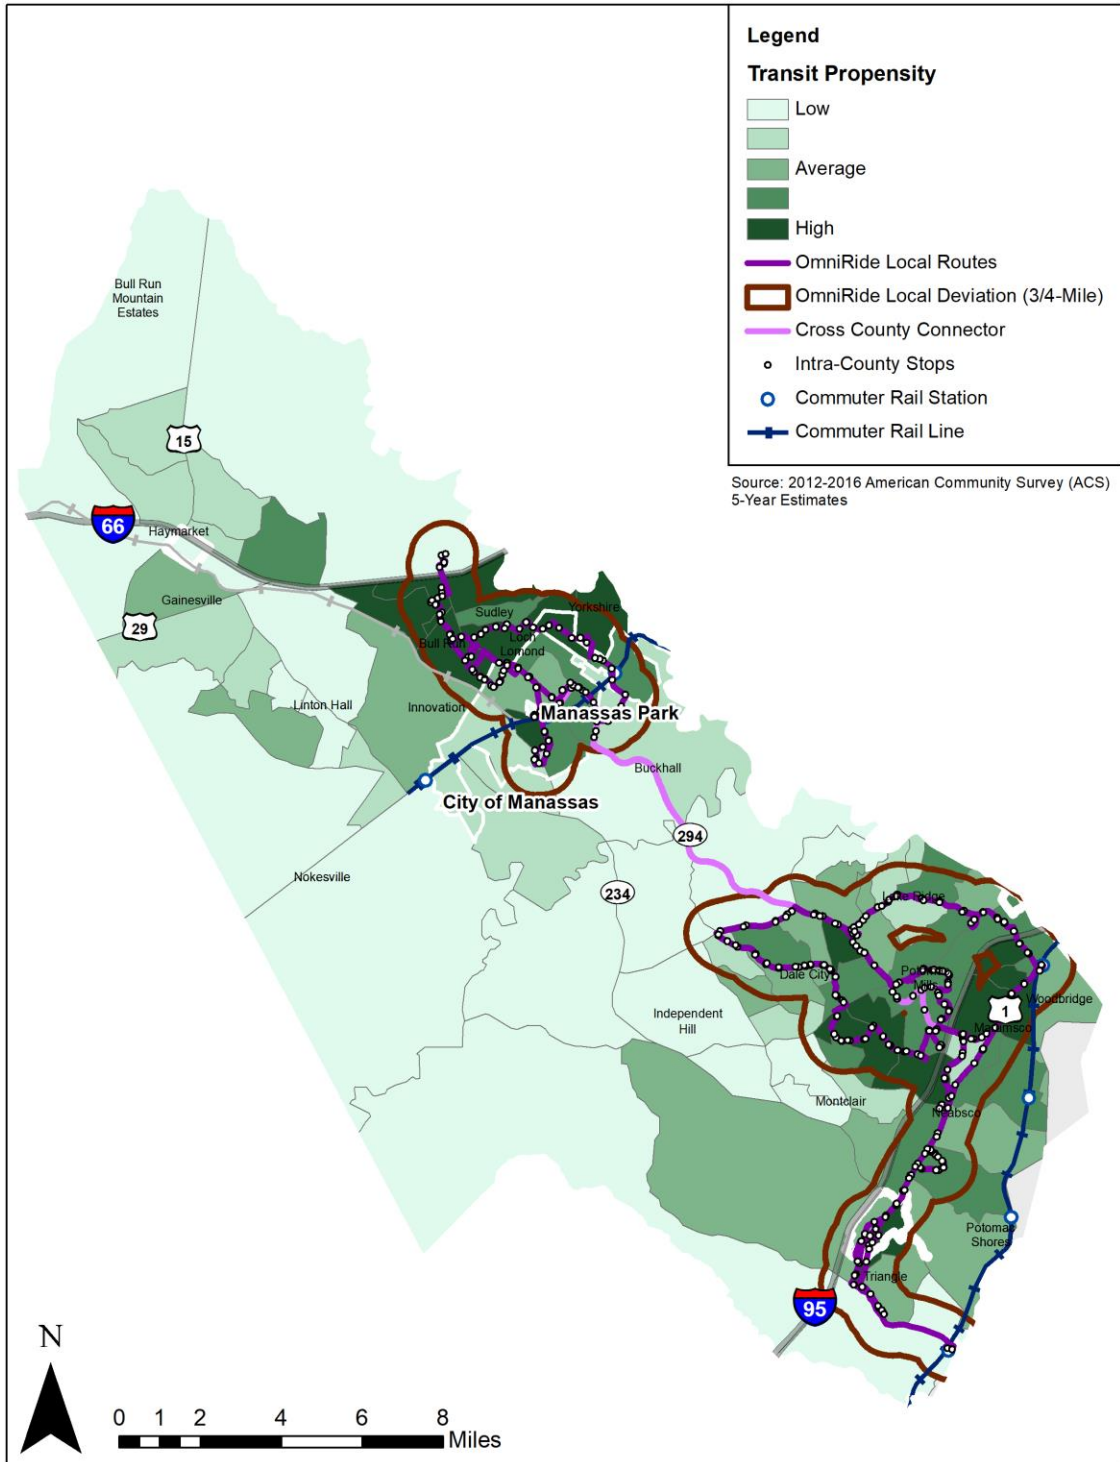 Legend
Transit Propensity
Low
Average
High
OmniRide Local Routes
OmniRide Local Deviation (3/4-Mile)
Cross County Connector
Intra-County Stops
Commuter Rail Station
Commuter Rail Line
Source: 2012-2016 American Community Survey (ACS)
5-Year Estimates
Bull Run
Mountain
Estates
15
66
Haymarket
Gainesville
29
Sudley
Yorkshire
Bull Run
Loch
Lomond
Linton Hall
Innovation
Manassas Park
Buckhall
City of Manassas
294
Nokesville
234
Lake Ridge
Dale City
Potomac
Mills
Woodbridge
1
Marumsco
Independent
Hill
Montclair
Neabsco
Potomac
Shores
Triangle
95
N
0 1 2 4 6 8
Miles